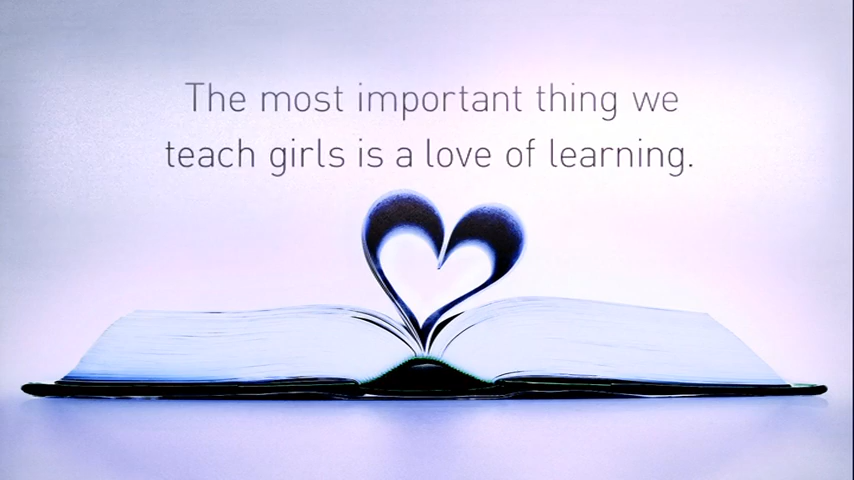 The most important thing we
teach girls is a love of learning.